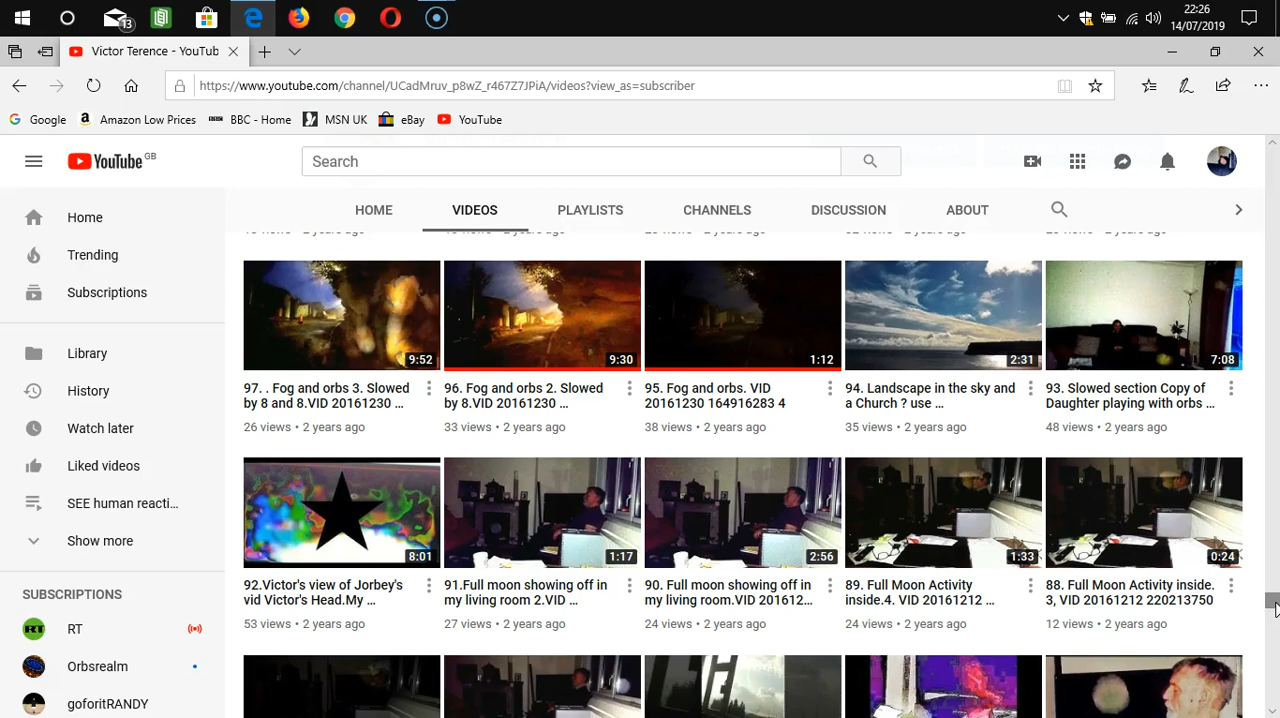 13
22:26
14/07/2019
Victor Terence - YouTub
https://www.youtube.com/channel/UCadMruv_p8wZ_r467Z7JPiA/videos?view_as=subscriber
Google
Amazon Low Prices
BBC - Home
MSN UK
eBay
YouTube
YouTube GB
Search
HOME
VIDEOS
PLAYLISTS
CHANNELS
DISCUSSION
ABOUT
Home
Trending
Subscriptions
Library
History
Watch later
Liked videos
SEE human reacti...
Show more
SUBSCRIPTIONS
RT
Orbsrealm
goforitRANDY
9:52
97. . Fog and orbs 3. Slowed
by 8 and 8.VID 20161230 ...
26 views • 2 years ago
9:30
96. Fog and orbs 2. Slowed
by 8.VID 20161230 ...
33 views • 2 years ago
1:12
95. Fog and orbs. VID
20161230 164916283 4
38 views • 2 years ago
2:31
94. Landscape in the sky and
a Church ? use ...
35 views • 2 years ago
7:08
93. Slowed section Copy of
Daughter playing with orbs ...
48 views • 2 years ago
8:01
92.Victor's view of Jorbey's
vid Victor's Head.My ...
53 views • 2 years ago
1:17
91.Full moon showing off in
my living room 2.VID ...
27 views • 2 years ago
2:56
90. Full moon showing off in
my living room.VID 201612...
24 views • 2 years ago
1:33
89. Full Moon Activity
inside.4. VID 20161212 ...
24 views • 2 years ago
0:24
88. Full Moon Activity inside.
3, VID 20161212 220213750
12 views • 2 years ago